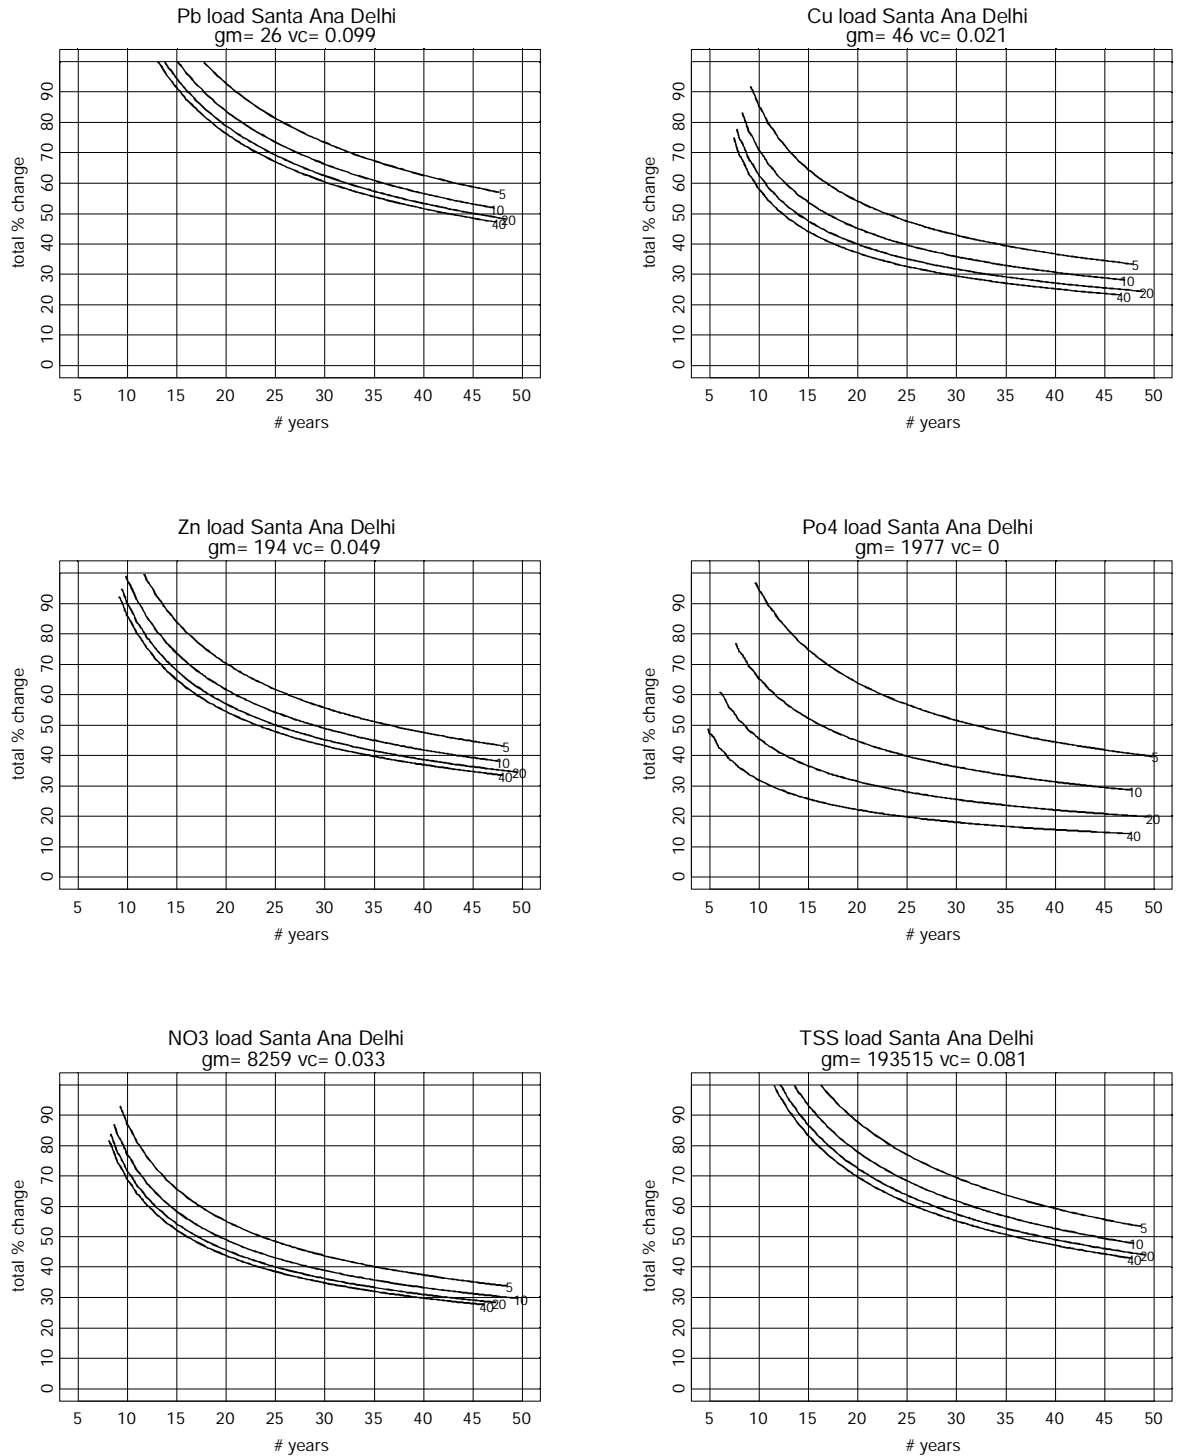 Pb load Santa Ana Delhi
gm= 26 vc= 0.099
total % change
90
80
70
60
50
40
30
20
10
0
5
10
20
40
5 10 15 20 25 30 35 40 45 50
# years
Cu load Santa Ana Delhi
gm= 46 vc= 0.021
total % change
90
80
70
60
50
40
30
20
10
0
5
10
20
40
5 10 15 20 25 30 35 40 45 50
# years
Zn load Santa Ana Delhi
gm= 194 vc= 0.049
total % change
90
80
70
60
50
40
30
20
10
0
5
10
20
40
5 10 15 20 25 30 35 40 45 50
# years
Po4 load Santa Ana Delhi
gm= 1977 vc= 0
total % change
90
80
70
60
50
40
30
20
10
0
5
10
20
40
5 10 15 20 25 30 35 40 45 50
# years
NO3 load Santa Ana Delhi
gm= 8259 vc= 0.033
total % change
90
80
70
60
50
40
30
20
10
0
5
10
20
40
5 10 15 20 25 30 35 40 45 50
# years
TSS load Santa Ana Delhi
gm= 193515 vc= 0.081
total % change
90
80
70
60
50
40
30
20
10
0
5
10
20
40
5 10 15 20 25 30 35 40 45 50
# years